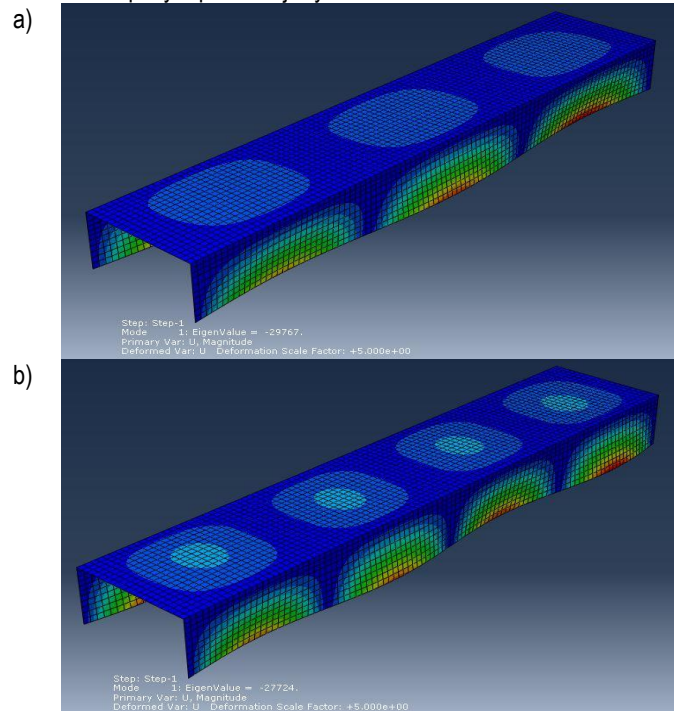 a)
Step: Step-1
Mode 1: EigenValue = -29767.
Primary Var: U, Magnitude
Deformed Var: U Deformation Scale Factor: +5.000e+00
b)
Step: Step-1
Mode 1: EigenValue = -27724.
Primary Var: U, Magnitude
Deformed Var: U Deformation Scale Factor: +5.000e+00